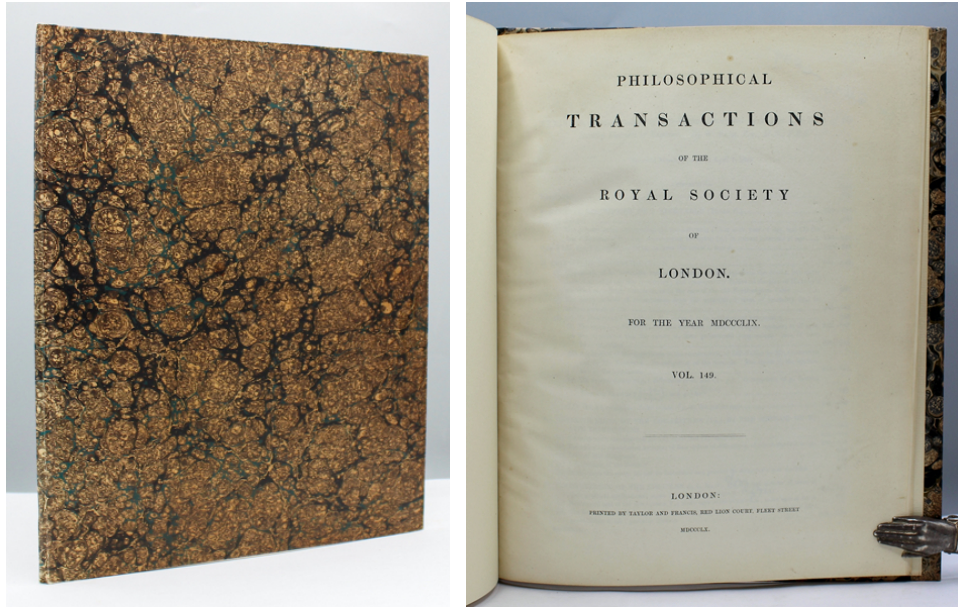 PHILOSOPHICAL
TRANSACTIONS
OF THE
ROYAL SOCIETY
OF
LONDON.
FOR THE YEAR MDCCCLIX.
VOL. 149.
LONDON:
PRINTED BY TAYLOR AND FRANCIS, RED LION COURT, FLEET STREET
MDCCCLX.